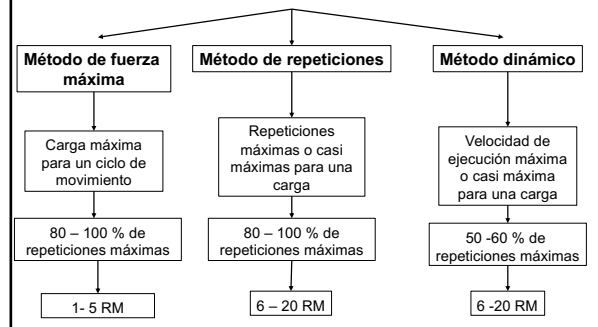 Método de fuerza
máxima
Carga máxima
para un ciclo de
movimiento
80 – 100 % de
repeticiones máximas
1- 5 RM
Método de repeticiones
Repeticiones
máximas o casi
máximas para una
carga
80 – 100 % de
repeticiones máximas
6 – 20 RM
Método dinámico
Velocidad de
ejecución máxima
o casi máxima
para una carga
50 -60 % de
repeticiones máximas
6 -20 RM